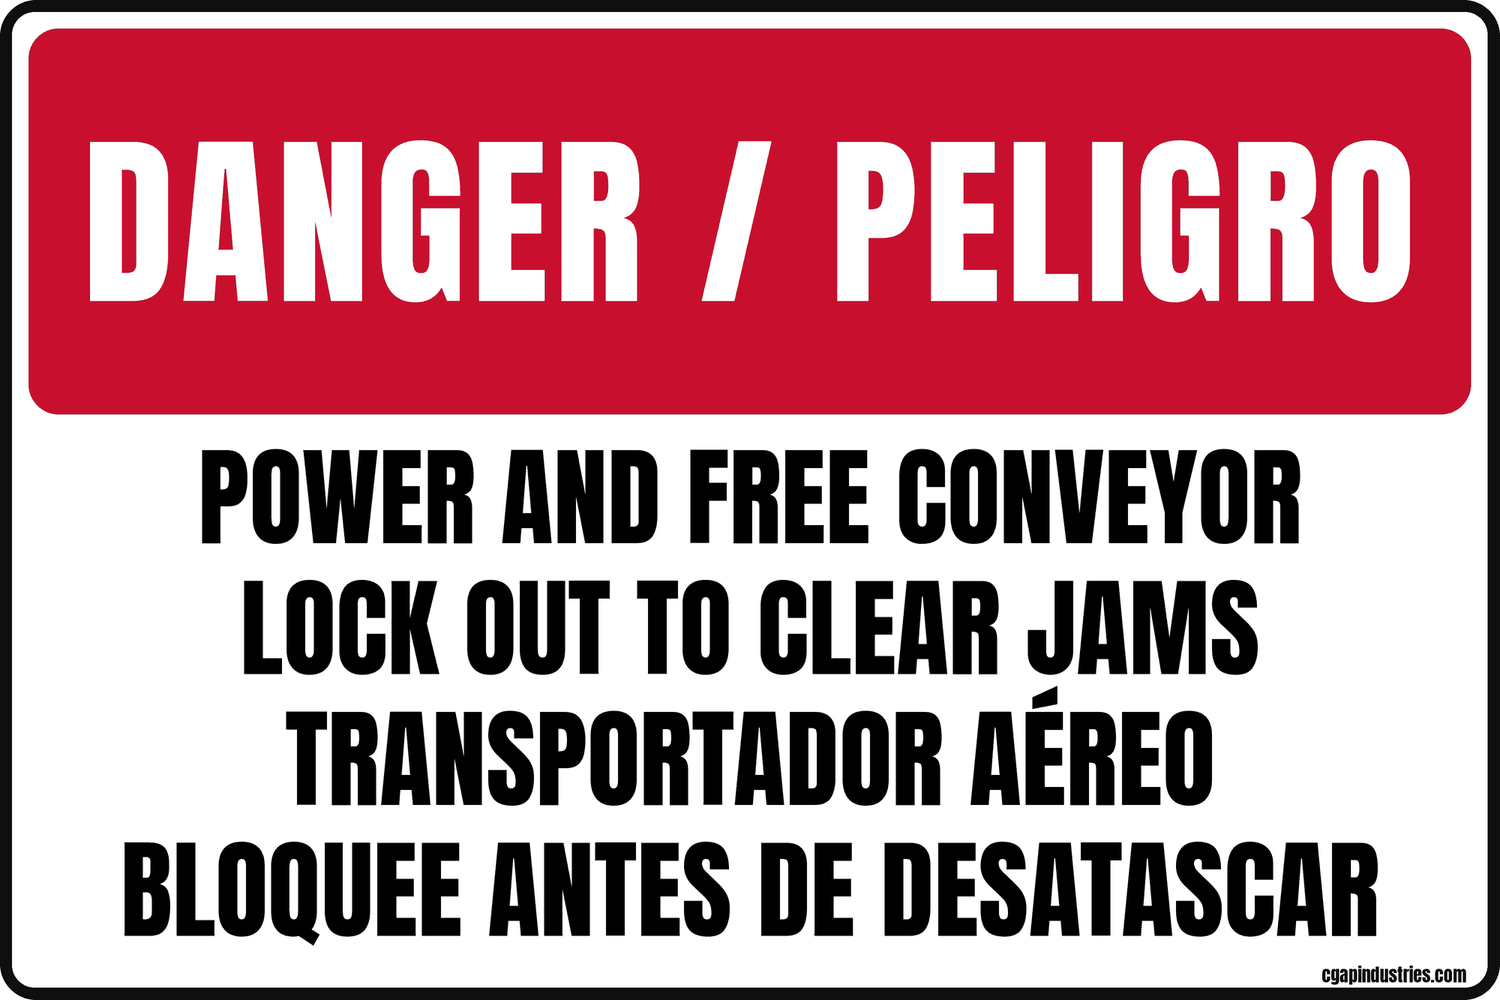 DANGER / PELIGRO
POWER AND FREE CONVEYOR
LOCK OUT TO CLEAR JAMS
TRANSPORTADOR AÉREO
BLOQUEE ANTES DE DESATASCAR
cgapindustries.com